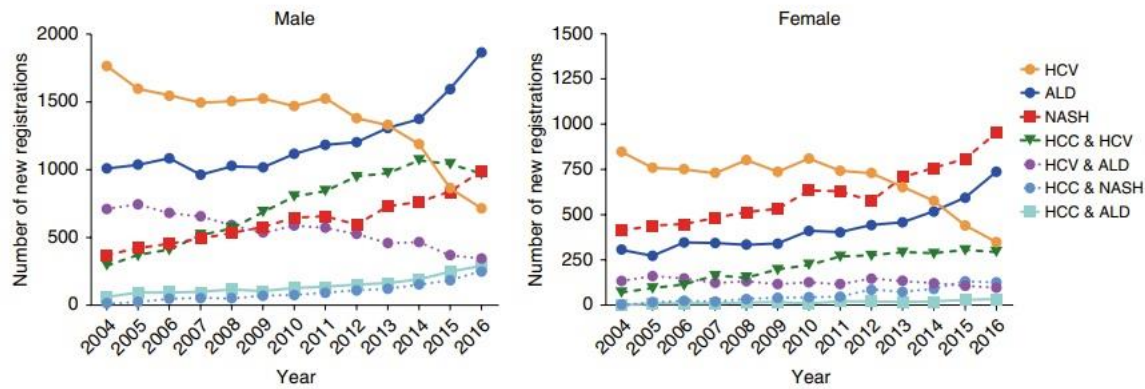 Male
Number of new registrations
2000
1500
1000
500
0
2004
2005
2006
2007
2008
2009
2010
2011
2012
2013
2014
2015
2016
Year
Female
Number of new registrations
1500
1250
1000
750
500
250
0
2004
2005
2006
2007
2008
2009
2010
2011
2012
2013
2014
2015
2016
Year
HCV
ALD
NASH
HCC & HCV
HCV & ALD
HCC & NASH
HCC & ALD